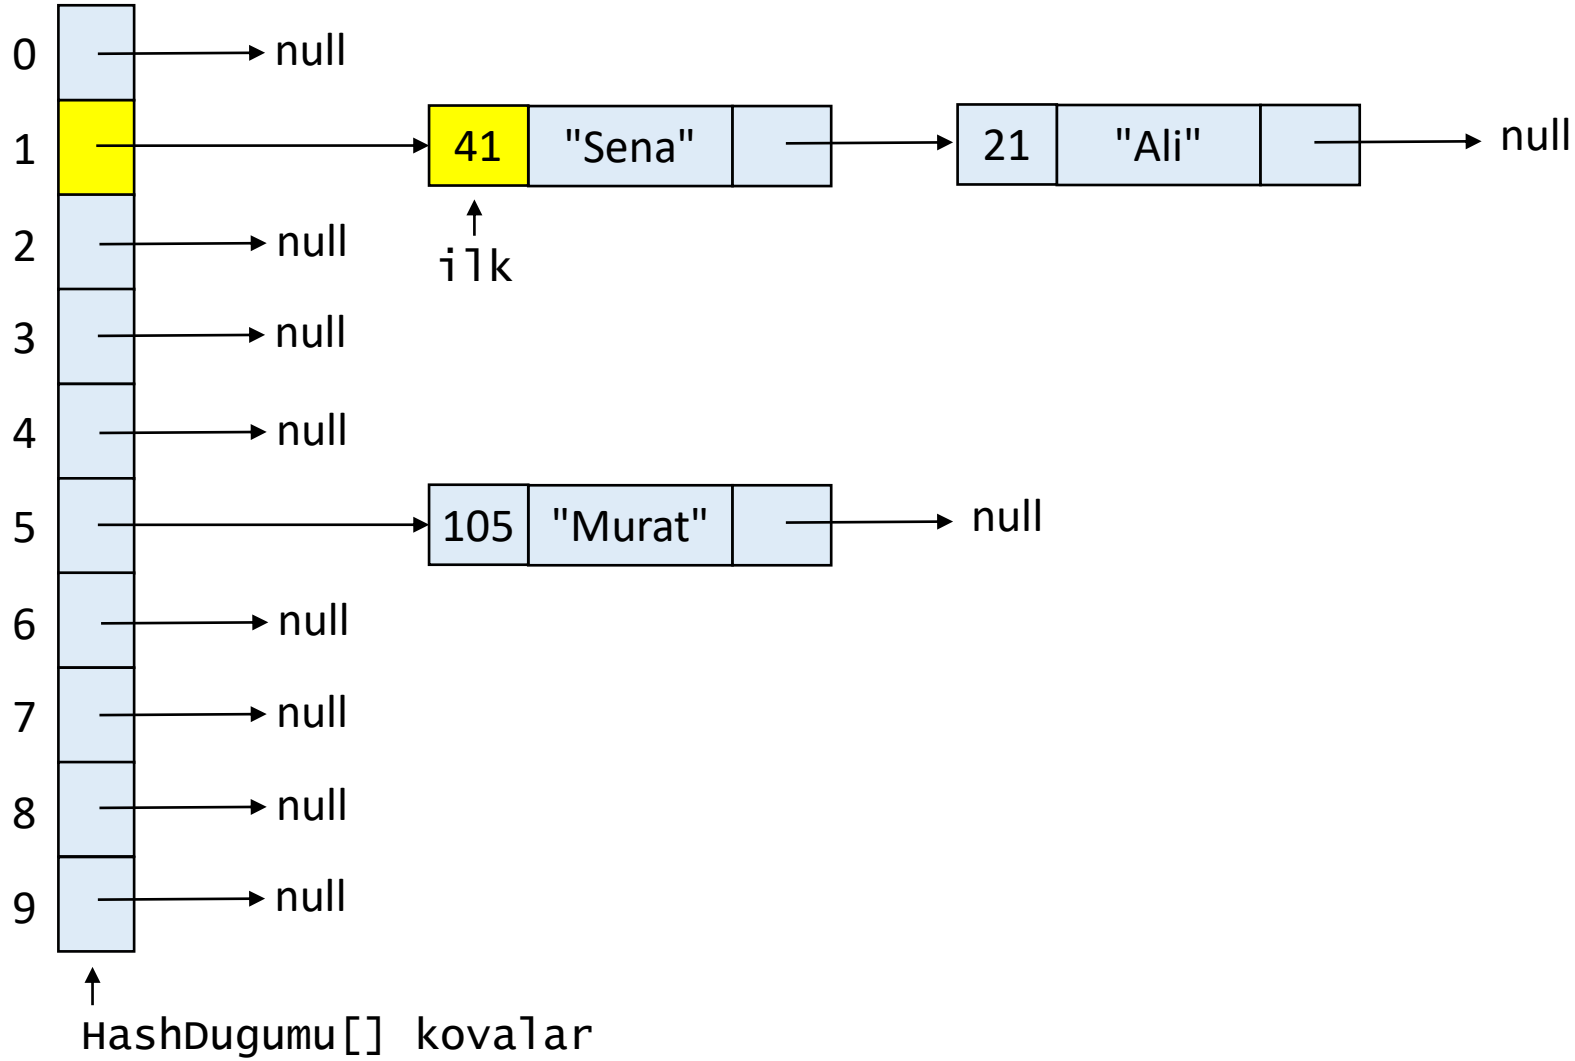 0 null
1 41 "Sena" 21 "Ali" null
ilk
2 null
3 null
4 null
5 105 "Murat" null
6 null
7 null
8 null
9 null
HashDugumu[] kovalar